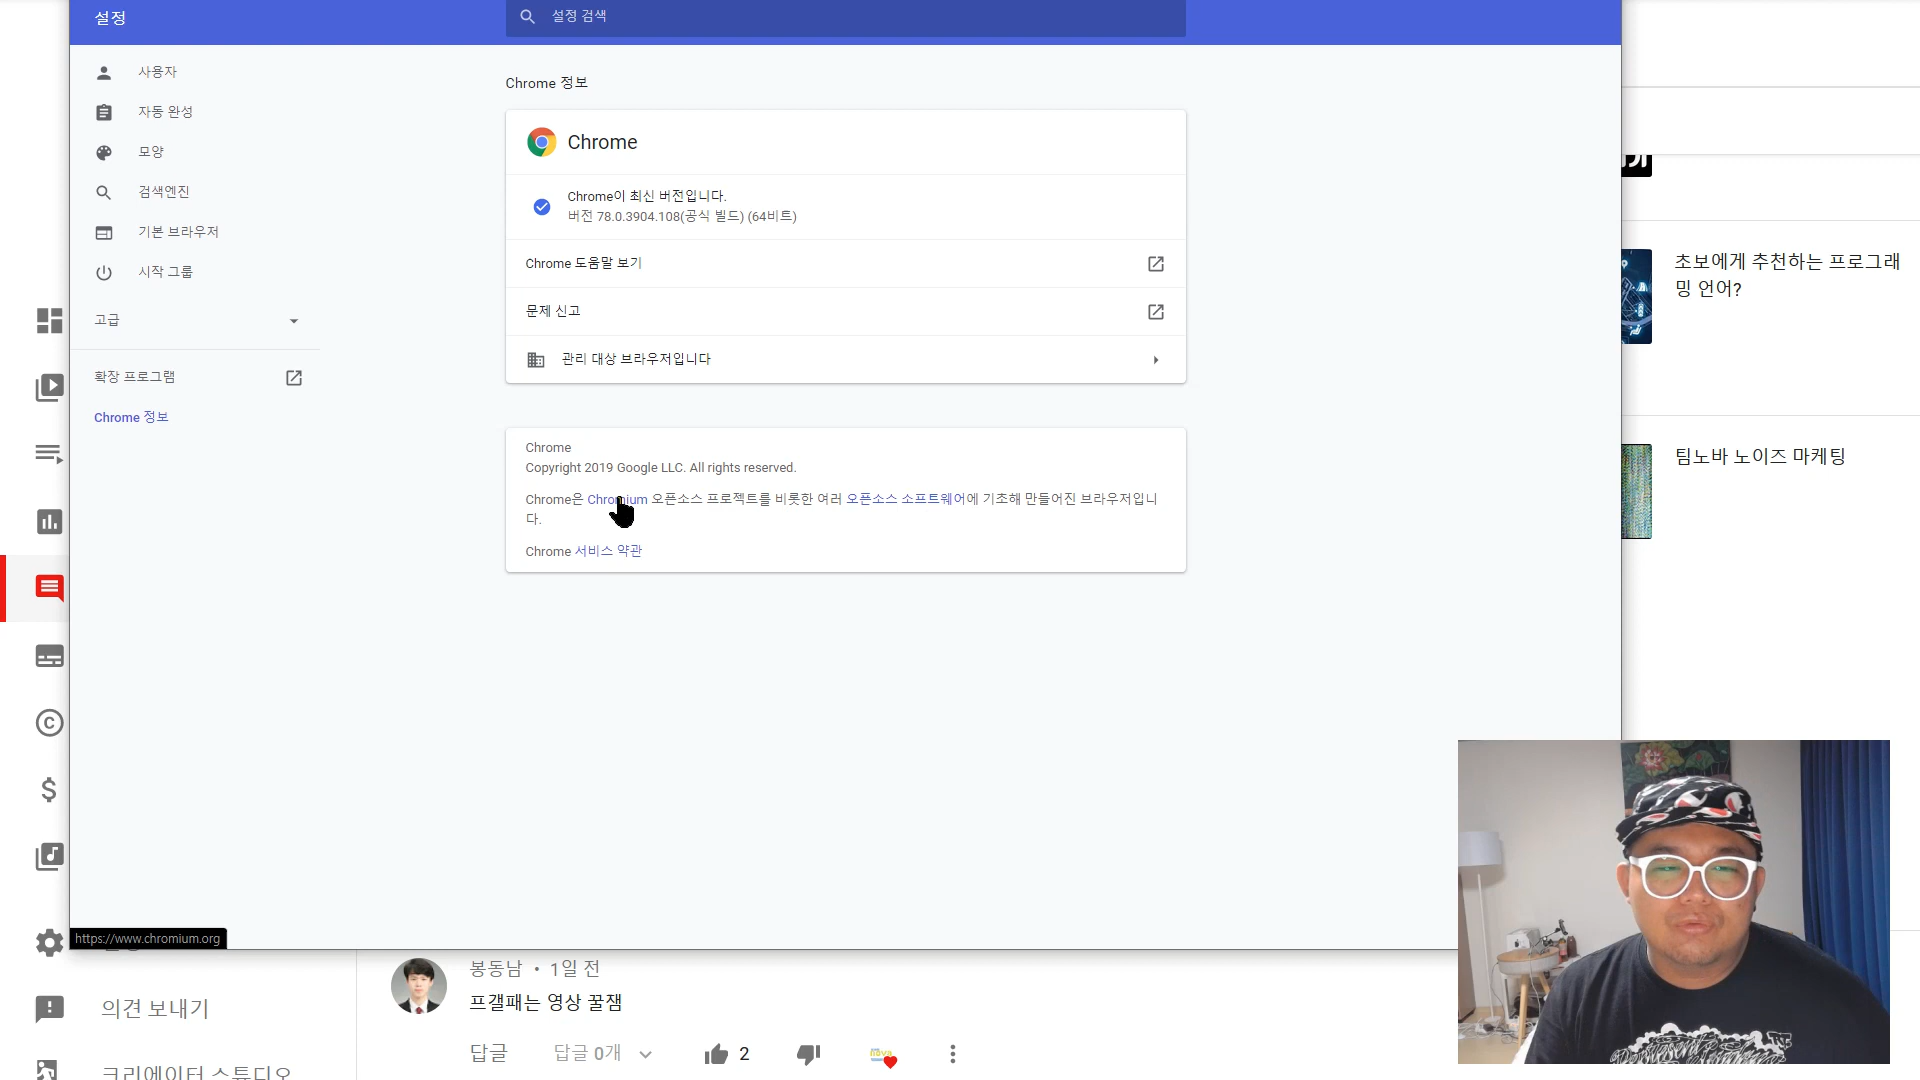 설정
설정 검색
사용자
자동 완성
모양
검색엔진
기본 브라우저
시작 그룹
고급
확장 프로그램
Chrome 정보
Chrome 정보
Chrome
Chrome이 최신 버전입니다.
버전 78.0.3904.108(공식 빌드) (64비트)
Chrome 도움말 보기
문제 신고
관리 대상 브라우저입니다
Chrome
Copyright 2019 Google LLC. All rights reserved.
Chrome은 Chromium 오픈소스 프로젝트를 비롯한 여러 오픈소스 소프트웨어에 기초해 만들어진 브라우저입니
다.
Chrome 서비스 약관
초보에게 추천하는 프로그래
밍 언어?
팀노바 노이즈 마케팅
https://www.chromium.org
의견 보내기
크리에이터 스튜디오
봉동남 • 1일 전
프갤패는 영상 꿀잼
답글
답글 0개
2
nova